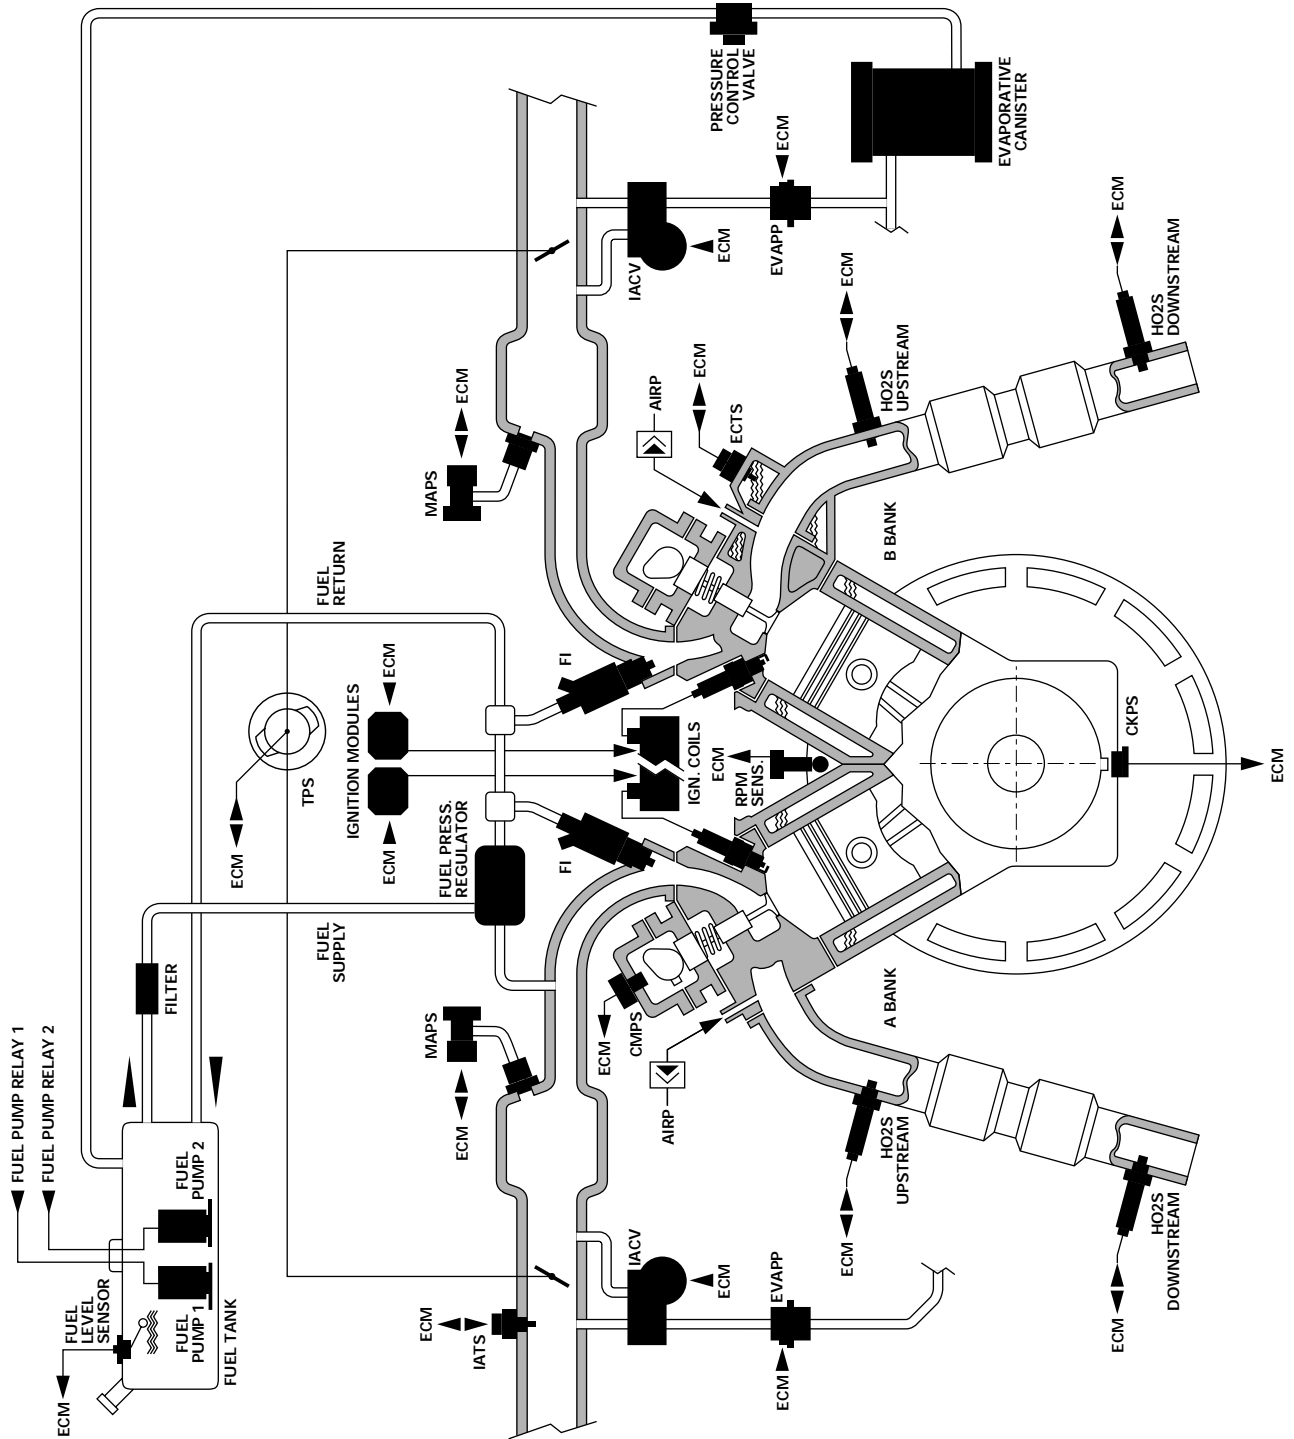 FUEL PUMP RELAY 1
FUEL PUMP RELAY 2
ECM
FUEL
LEVEL
SENSOR
FUEL
PUMP 1
FUEL
PUMP 2
FUEL TANK
FILTER
FUEL
SUPPLY
FUEL
RETURN
ECM
TPS
IGNITION MODULES
ECM
ECM
FUEL PRESS.
REGULATOR
MAPS
ECM
MAPS
ECM
ECM
IATS
FI
FI
IGN. COILS
ECM
RPM
SENS.
ECM
CMPS
AIRP
AIRP
ECM
ECTS
IACV
ECM
IACV
ECM
EVAPP
ECM
EVAPP
ECM
PRESSURE
CONTROL
VALVE
EVAPORATIVE
CANISTER
ECM
HO2S
UPSTREAM
ECM
HO2S
DOWNSTREAM
ECM
HO2S
UPSTREAM
ECM
HO2S
DOWNSTREAM
A BANK
B BANK
CKPS
ECM